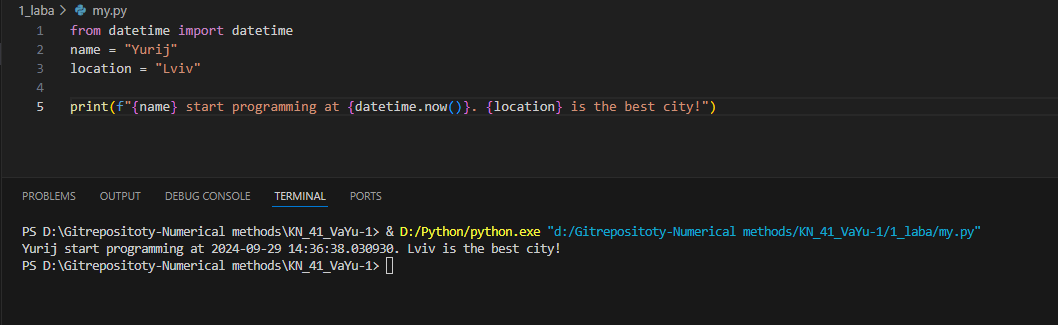 1_laba > my.py
1 from datetime import datetime
2 name = "Yurij"
3 location = "Lviv"
4
5 print(f"{name} start programming at {datetime.now()}. {location} is the best city!")
PROBLEMS OUTPUT DEBUG CONSOLE TERMINAL PORTS
PS D:\Gitrepositoty-Numerical methods\KN_41_VaYu-1> & D:/Python/python.exe "d:/Gitrepositoty-Numerical methods/KN_41_VaYu-1/1_laba/my.py"
Yurij start programming at 2024-09-29 14:36:38.030930. Lviv is the best city!
PS D:\Gitrepositoty-Numerical methods\KN_41_VaYu-1>